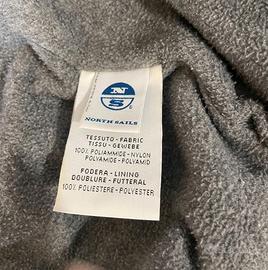 N
S
®
NORTH SAILS
TESSUTO - FABRIC
TISSU - GEWEBE
100% POLIAMMIDE - NYLON
POLYAMIDE - POLYAMID
FODERA - LINING
DOUBLURE - FUTTERAL
100% POLIESTERE - POLYESTER